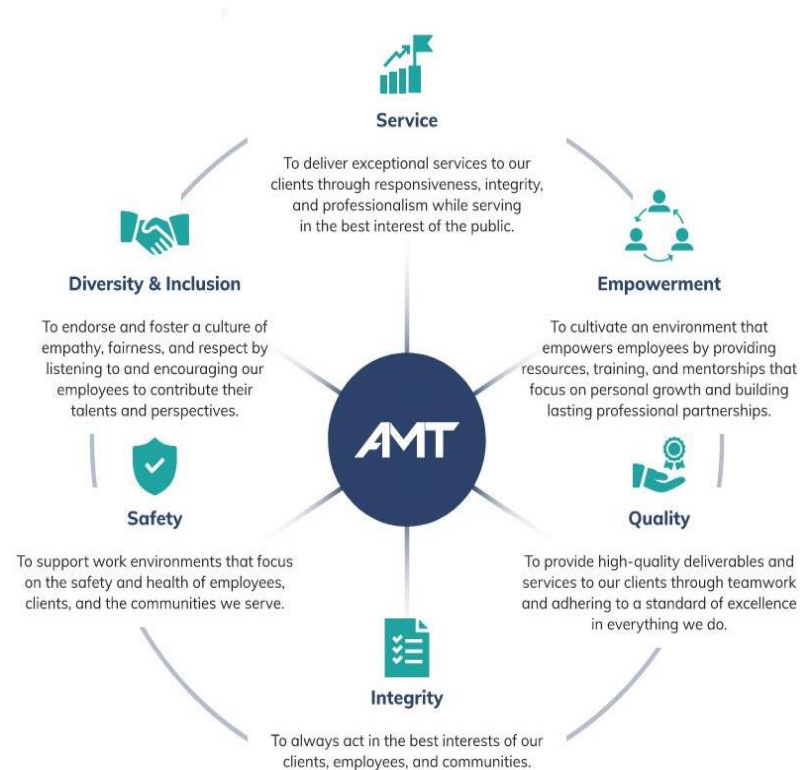 Service
To deliver exceptional services to our
clients through responsiveness, integrity,
and professionalism while serving
in the best interest of the public.
Diversity & Inclusion
To endorse and foster a culture of
empathy, fairness, and respect by
listening to and encouraging our
employees to contribute their
talents and perspectives.
Empowerment
To cultivate an environment that
empowers employees by providing
resources, training, and mentorships that
focus on personal growth and building
lasting professional partnerships.
AMT
Safety
To support work environments that focus
on the safety and health of employees,
clients, and the communities we serve.
Quality
To provide high-quality deliverables and
services to our clients through teamwork
and adhering to a standard of excellence
in everything we do.
Integrity
To always act in the best interests of our
clients, employees, and communities.